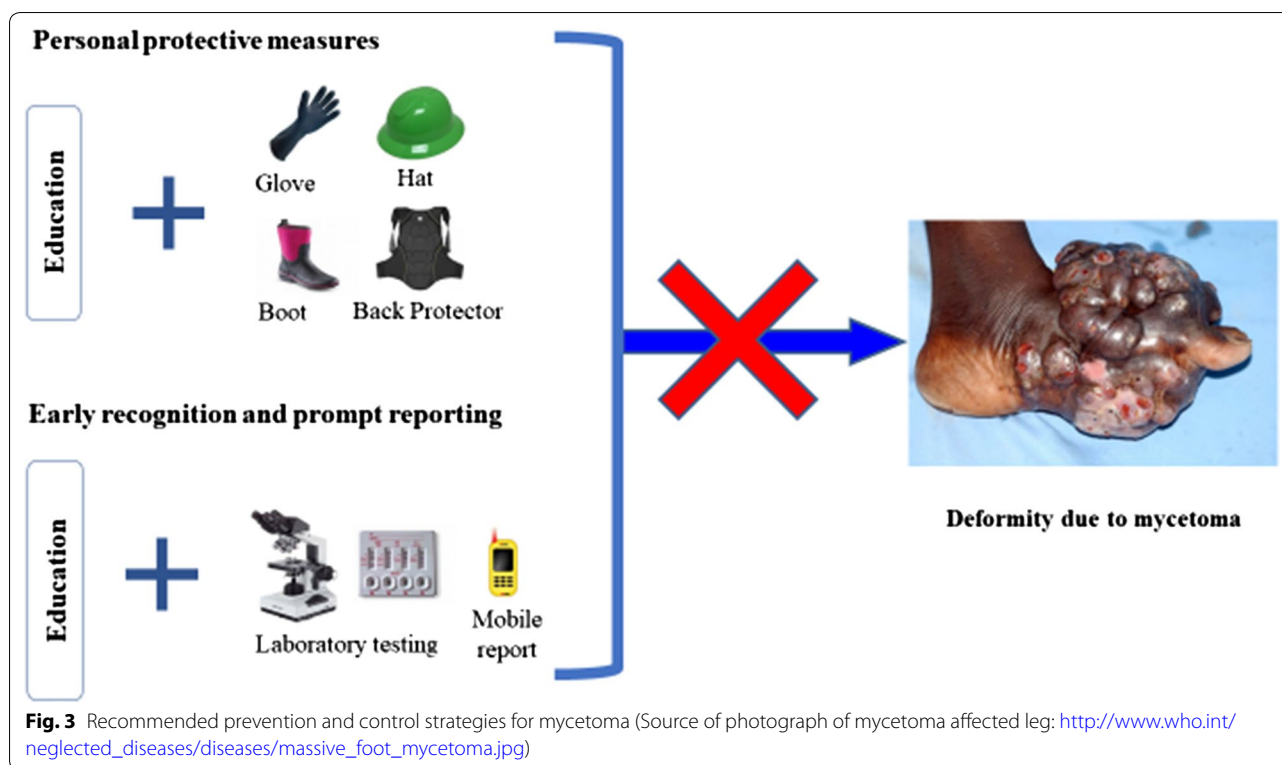 Personal protective measures
Education
Glove
Hat
Boot
Back Protector
Early recognition and prompt reporting
Education
Laboratory testing
Mobile
report
Deformity due to mycetoma
Fig. 3 Recommended prevention and control strategies for mycetoma (Source of photograph of mycetoma affected leg: http://www.who.int/
neglected_diseases/diseases/massive_foot_mycetoma.jpg)